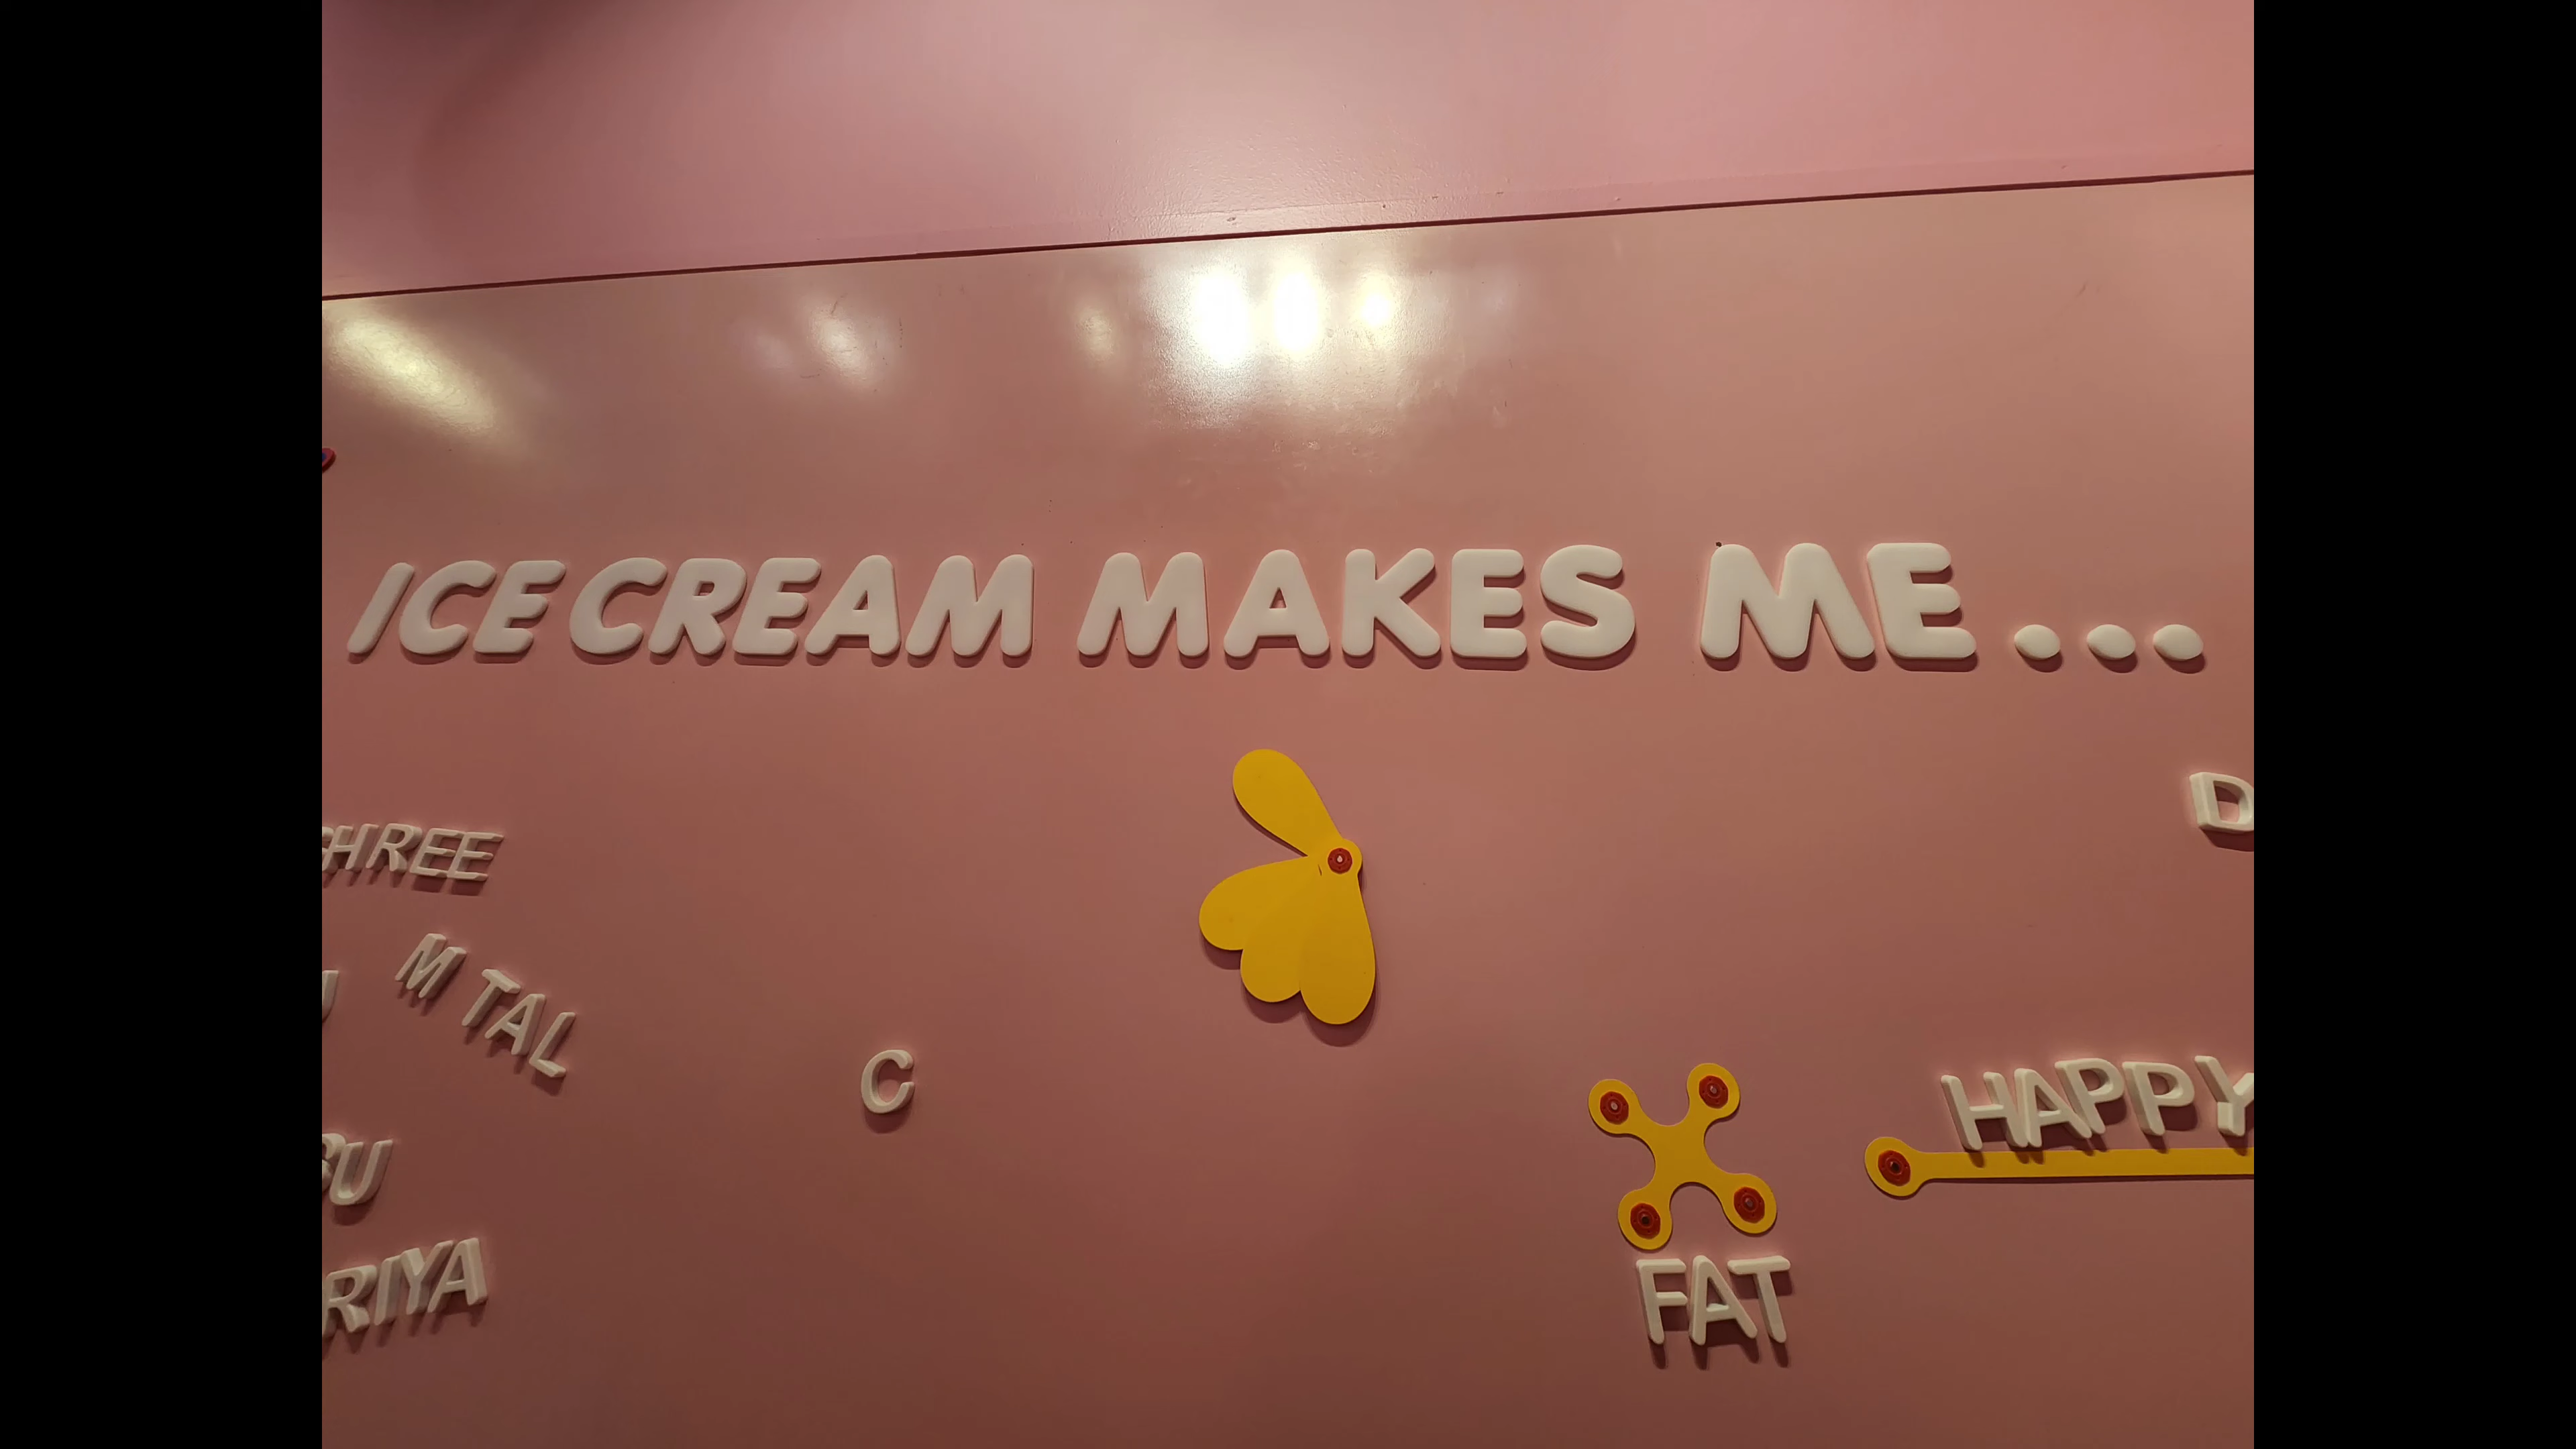 ICE CREAM MAKES ME...
HREE
M TAL
C
U
RIYA
D
HAPPY
FAT